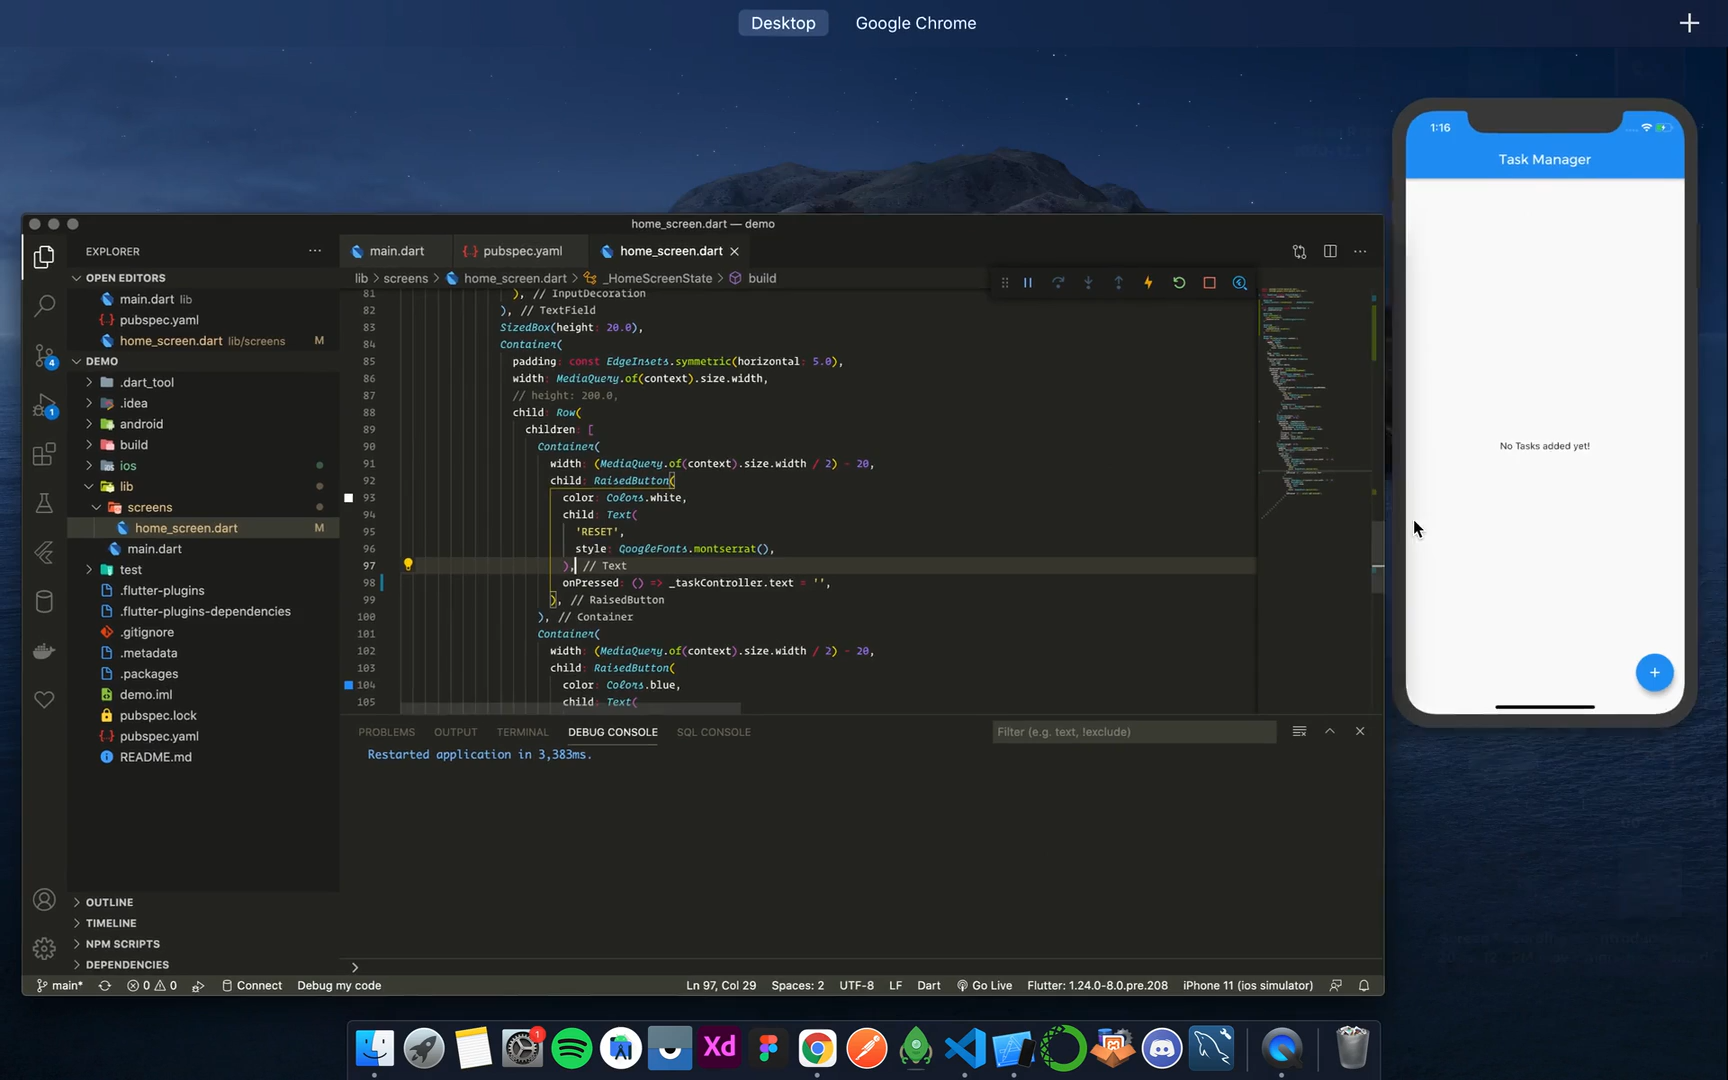 Desktop
Google Chrome
home_screen.dart — demo
EXPLORER
OPEN EDITORS
main.dart lib
pubspec.yaml
home_screen.dart lib/screens M
DEMO
.dart_tool
.idea
android
build
ios
lib
screens
home_screen.dart M
main.dart
test
.flutter-plugins
.flutter-plugins-dependencies
.gitignore
.metadata
.packages
demo.iml
pubspec.lock
pubspec.yaml
README.md
OUTLINE
TIMELINE
NPM SCRIPTS
DEPENDENCIES
4
1
main.dart
pubspec.yaml
home_screen.dart
lib > screens > home_screen.dart > _HomeScreenState > build
81 ), // InputDecoration
82 ), // TextField
83 SizedBox(height: 20.0),
84 Container(
85 padding: const EdgeInsets.symmetric(horizontal: 5.0),
86 width: MediaQuery.of(context).size.width,
87 // height: 200.0,
88 child: Row(
89 children: [
90 Container(
91 width: (MediaQuery.of(context).size.width / 2) - 20,
92 child: RaisedButton(
93 color: Colors.white,
94 child: Text(
95 'RESET',
96 style: GoogleFonts.montserrat(),
97 ), // Text
98 onPressed: () => _taskController.text = '',
99 ), // RaisedButton
100 ), // Container
101 Container(
102 width: (MediaQuery.of(context).size.width / 2) - 20,
103 child: RaisedButton(
104 color: Colors.blue,
105 child: Text(
PROBLEMS OUTPUT TERMINAL DEBUG CONSOLE SQL CONSOLE
Filter (e.g. text, !exclude)
Restarted application in 3,383ms.
main*
0 0
Connect
Debug my code
Ln 97, Col 29
Spaces: 2
UTF-8
LF
Dart
Go Live
Flutter: 1.24.0-8.0.pre.208
iPhone 11 (ios simulator)
1:16
Task Manager
No Tasks added yet!
1
Xd